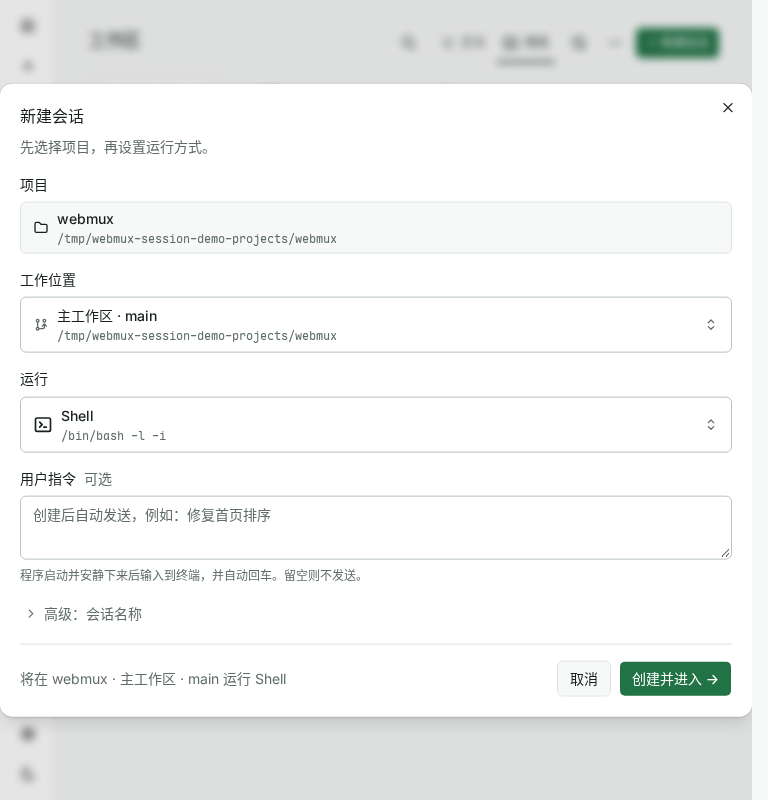 工作区
新建会话
先选择项目，再设置运行方式。
项目
webmux
/tmp/webmux-session-demo-projects/webmux
工作位置
主工作区 · main
/tmp/webmux-session-demo-projects/webmux
运行
Shell
/bin/bash -l -i
用户指令 可选
创建后自动发送，例如：修复首页排序
程序启动并安静下来后输入到终端，并自动回车。留空则不发送。
高级：会话名称
将在 webmux · 主工作区 · main 运行 Shell
取消
创建并进入 →